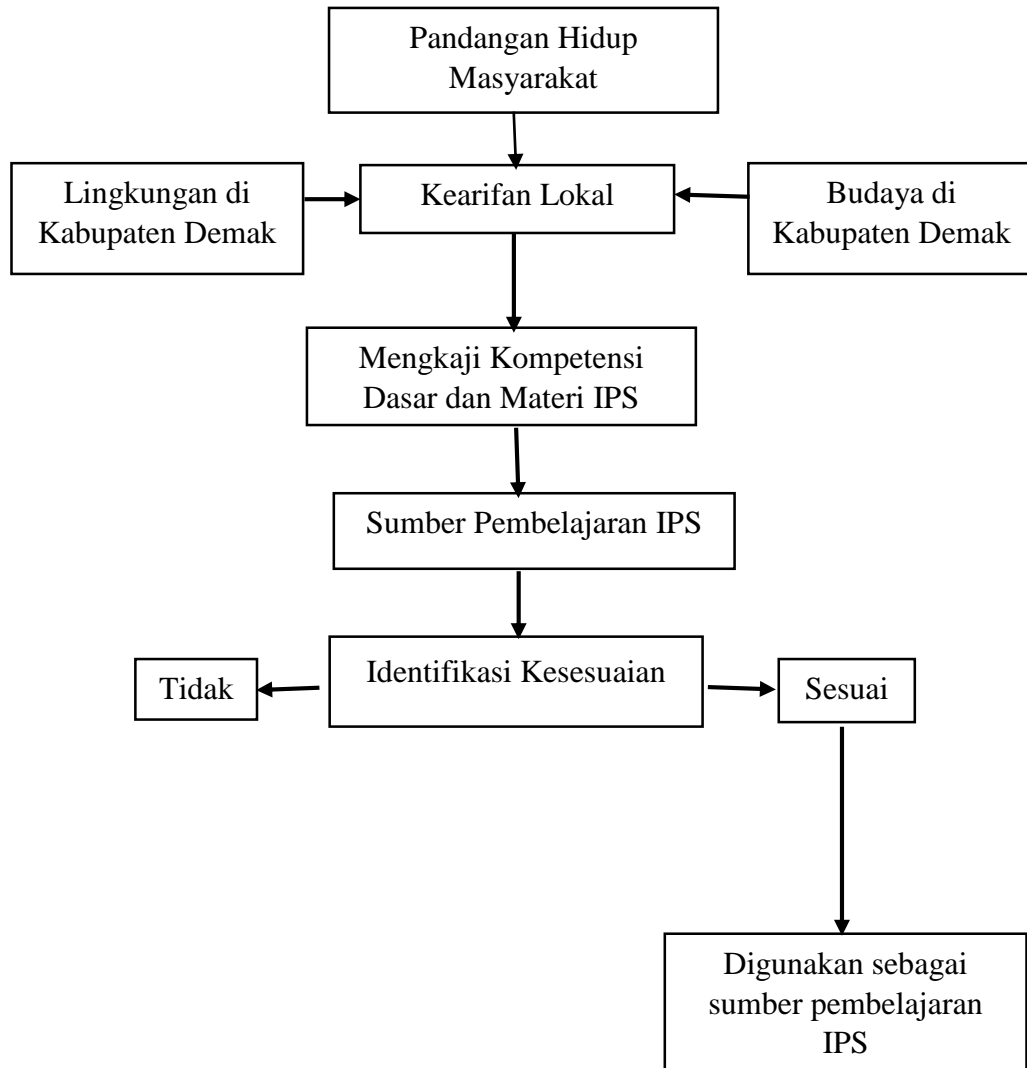 Pandangan Hidup
Masyarakat
Lingkungan di
Kabupaten Demak
Kearifan Lokal
Budaya di
Kabupaten Demak
Mengkaji Kompetensi
Dasar dan Materi IPS
Sumber Pembelajaran IPS
Identifikasi Kesesuaian
Tidak
Sesuai
Digunakan sebagai
sumber pembelajaran
IPS